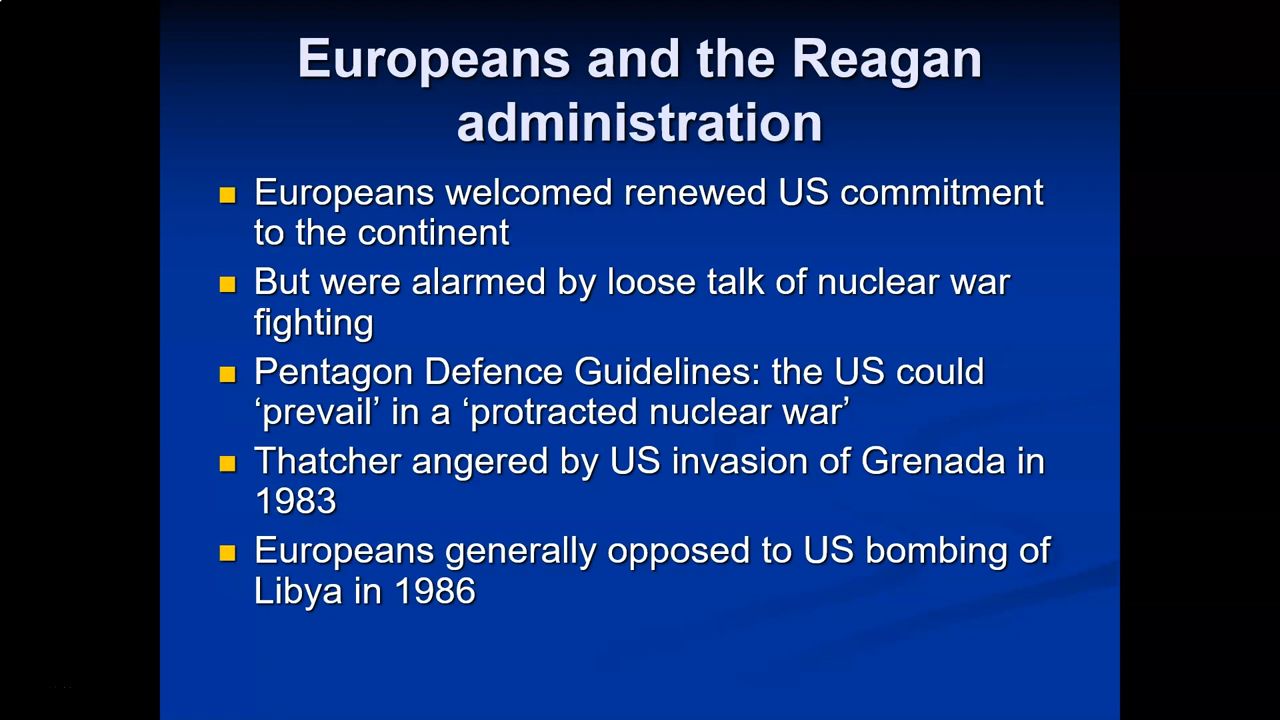 Europeans and the Reagan
administration
Europeans welcomed renewed US commitment
to the continent
But were alarmed by loose talk of nuclear war
fighting
Pentagon Defence Guidelines: the US could
‘prevail’ in a ‘protracted nuclear war’
Thatcher angered by US invasion of Grenada in
1983
Europeans generally opposed to US bombing of
Libya in 1986